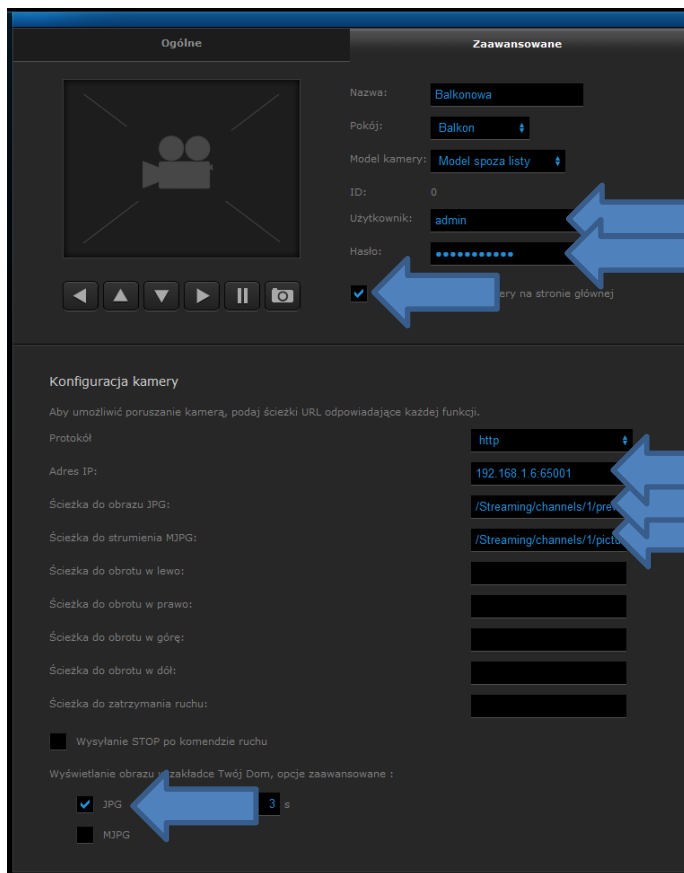 Ogólne Zaawansowane
Nazwa: Balkonowa
Pokój: Balkon
Model kamery: Model spoza listy
ID: 0
Użytkownik: admin
Hasło: •••••••••••
ery na stronie głównej
Konfiguracja kamery
Aby umożliwić poruszanie kamerą, podaj ścieżki URL odpowiadające każdej funkcji.
Protokół http
Adres IP: 192.168.1.6:65001
Ścieżka do obrazu JPG: /Streaming/channels/1/prev
Ścieżka do strumienia MJPG: /Streaming/channels/1/pictu
Ścieżka do obrotu w lewo:
Ścieżka do obrotu w prawo:
Ścieżka do obrotu w górę:
Ścieżka do obrotu w dół:
Ścieżka do zatrzymania ruchu:
Wysyłanie STOP po komendzie ruchu
Wyświetlanie obrazu zakładce Twój Dom, opcje zaawansowane :
JPG 3 s
MJPG